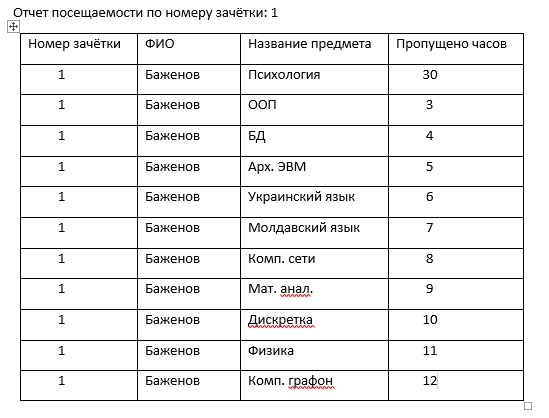 Отчет посещаемости по номеру зачётки: 1
Номер зачётки ФИО Название предмета Пропущено часов
1 Баженов Психология 30
1 Баженов ООП 3
1 Баженов БД 4
1 Баженов Арх. ЭВМ 5
1 Баженов Украинский язык 6
1 Баженов Молдавский язык 7
1 Баженов Комп. сети 8
1 Баженов Мат. анал. 9
1 Баженов Дискретка 10
1 Баженов Физика 11
1 Баженов Комп. графон 12